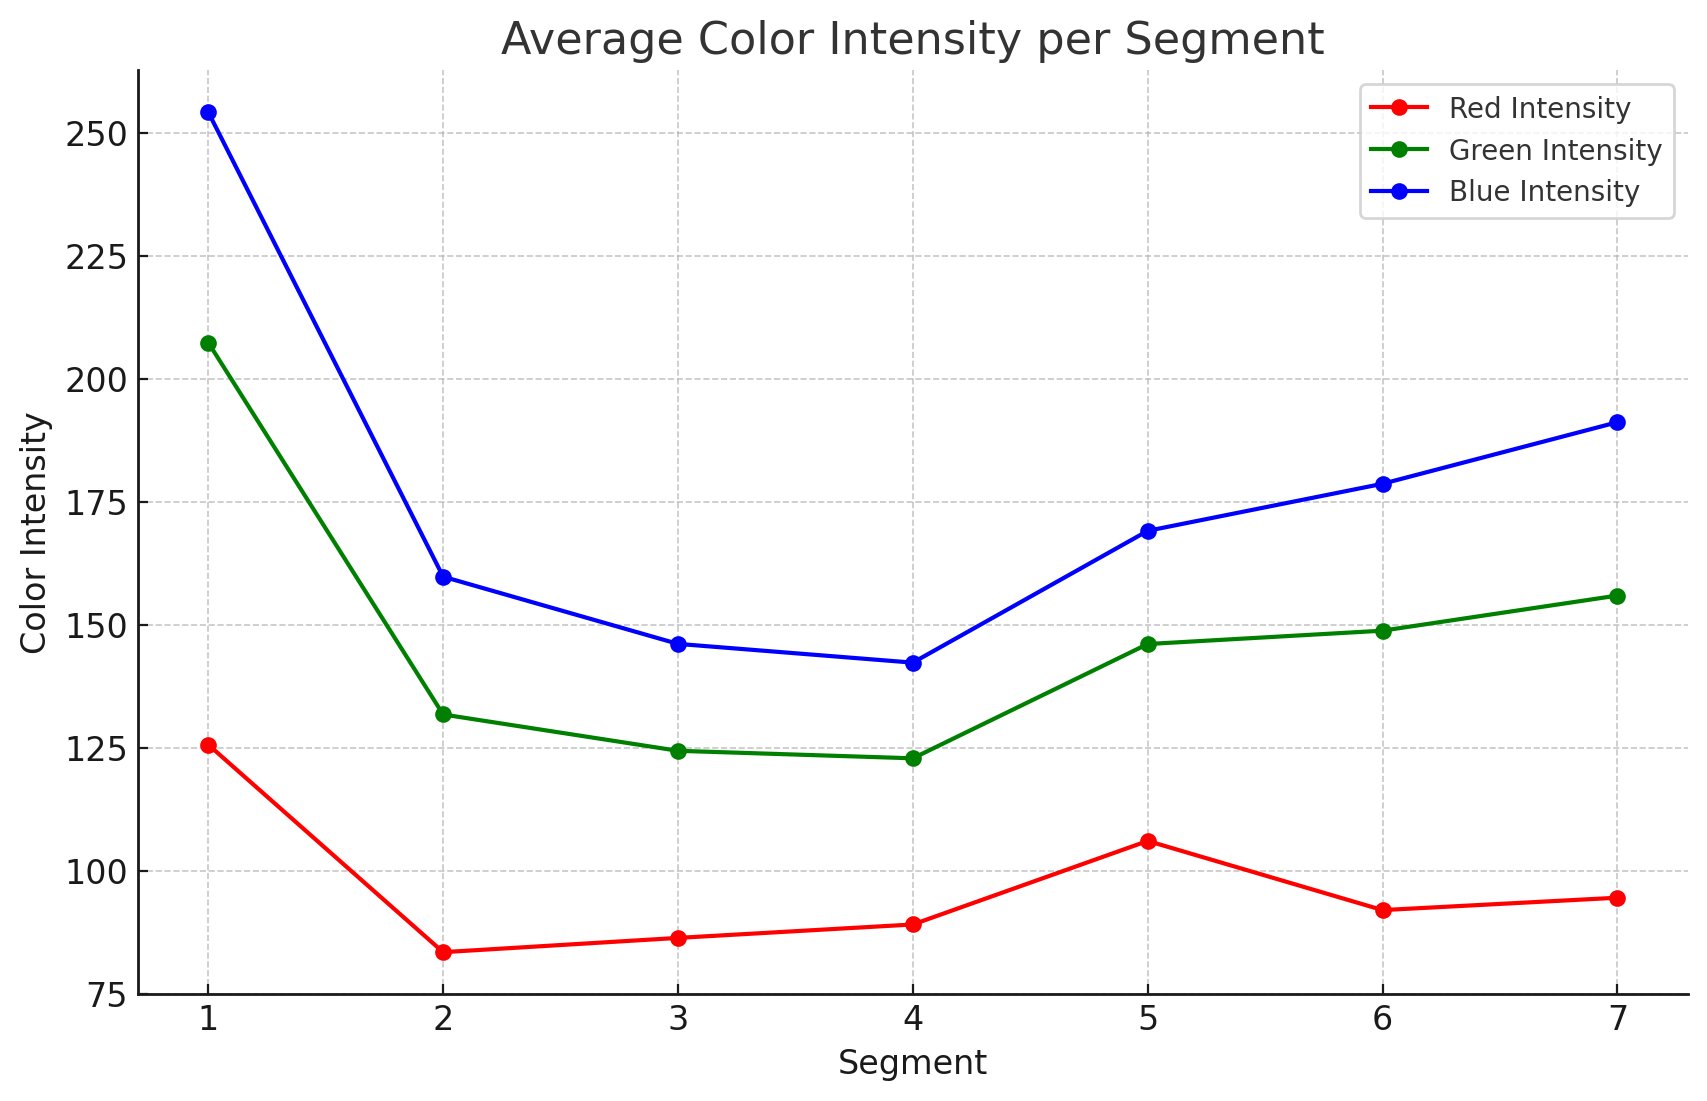 Average Color Intensity per Segment
Red Intensity
Green Intensity
Blue Intensity
Color Intensity
250
225
200
175
150
125
100
75
1 2 3 4 5 6 7
Segment